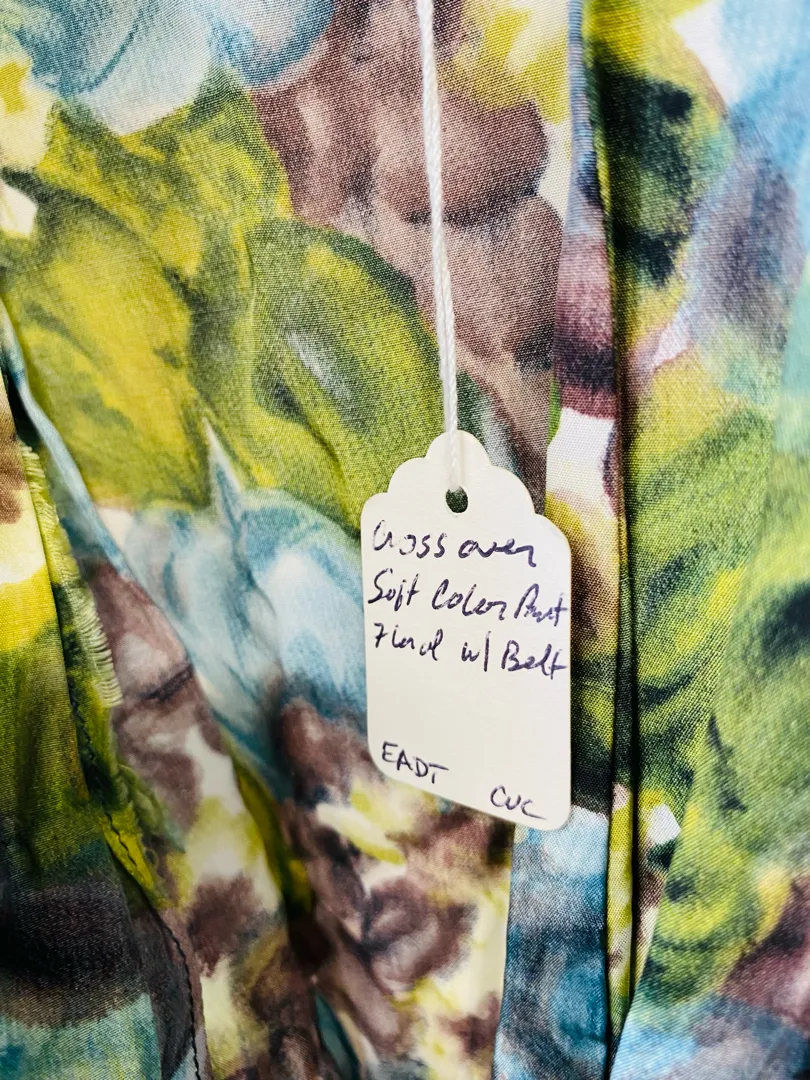 Cross over
Soft Color Print
Floral w/ Belt
EADT
CVC